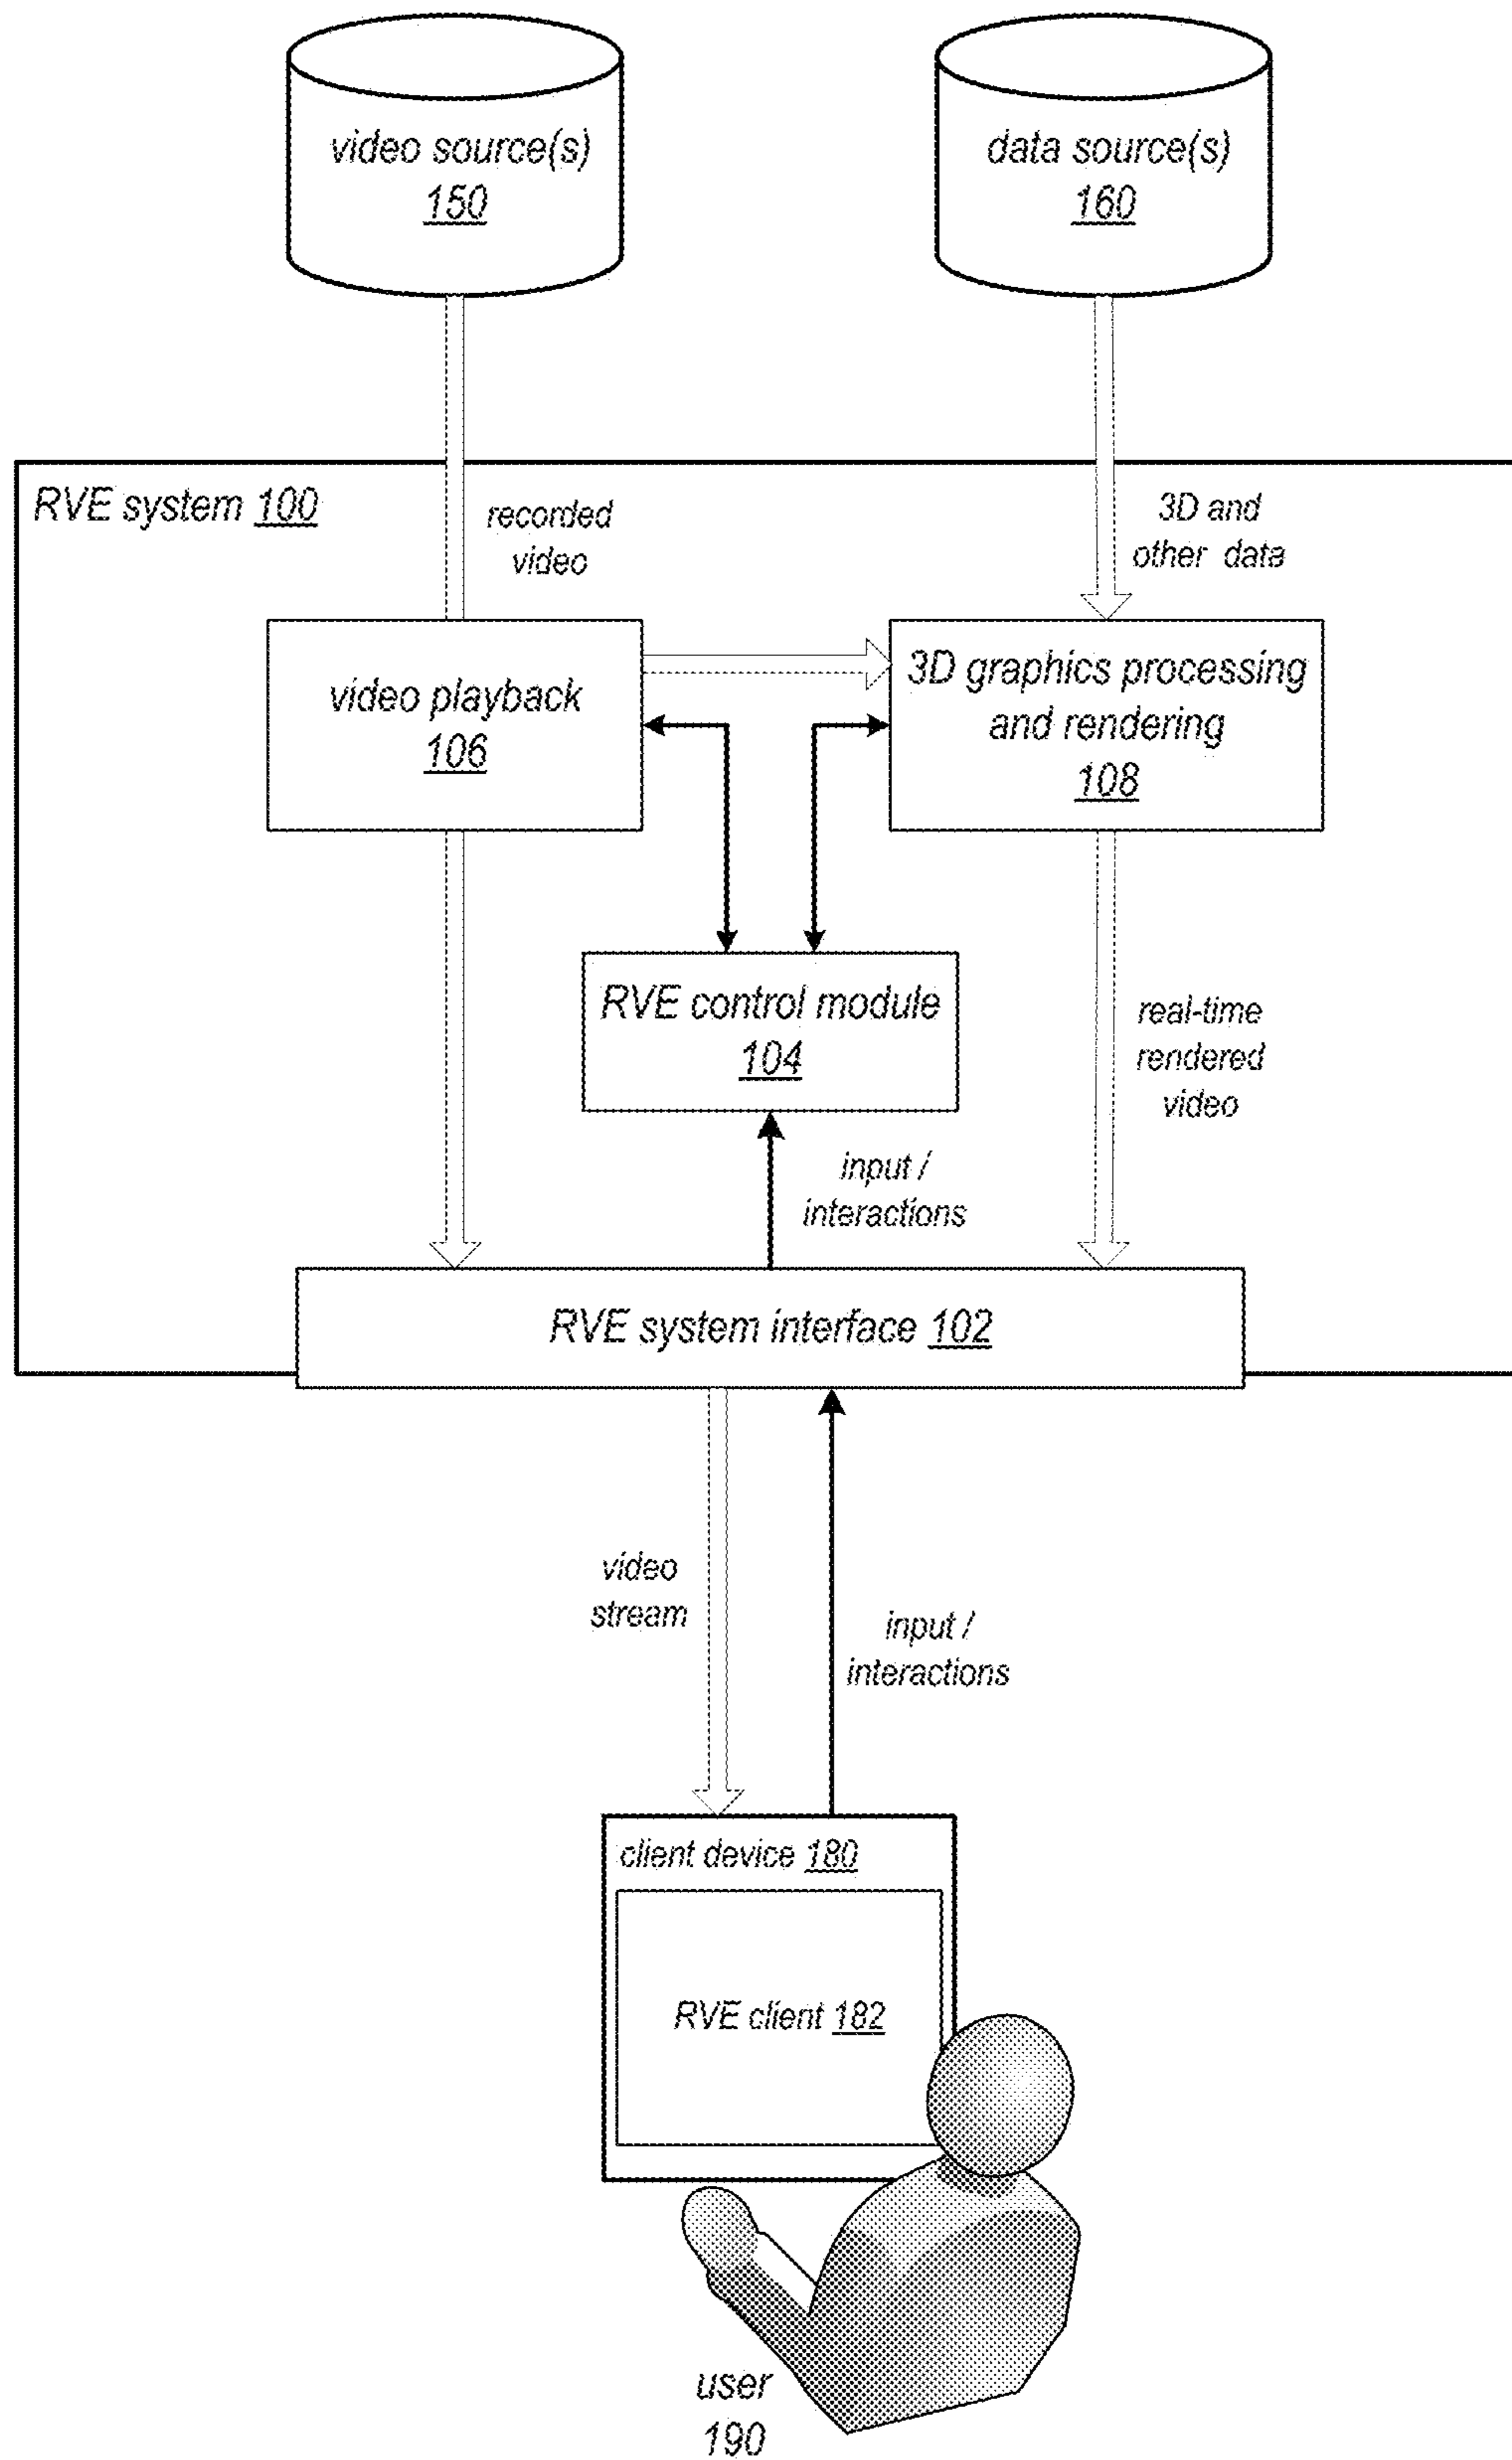 video source(s)
150
data source(s)
160
RVE system 100
recorded
video
3D and
other data
video playback
106
3D graphics processing
and rendering
108
RVE control module
104
real-time
rendered
video
input /
interactions
RVE system interface 102
video
stream
input /
interactions
client device 180
RVE client 182
user
190